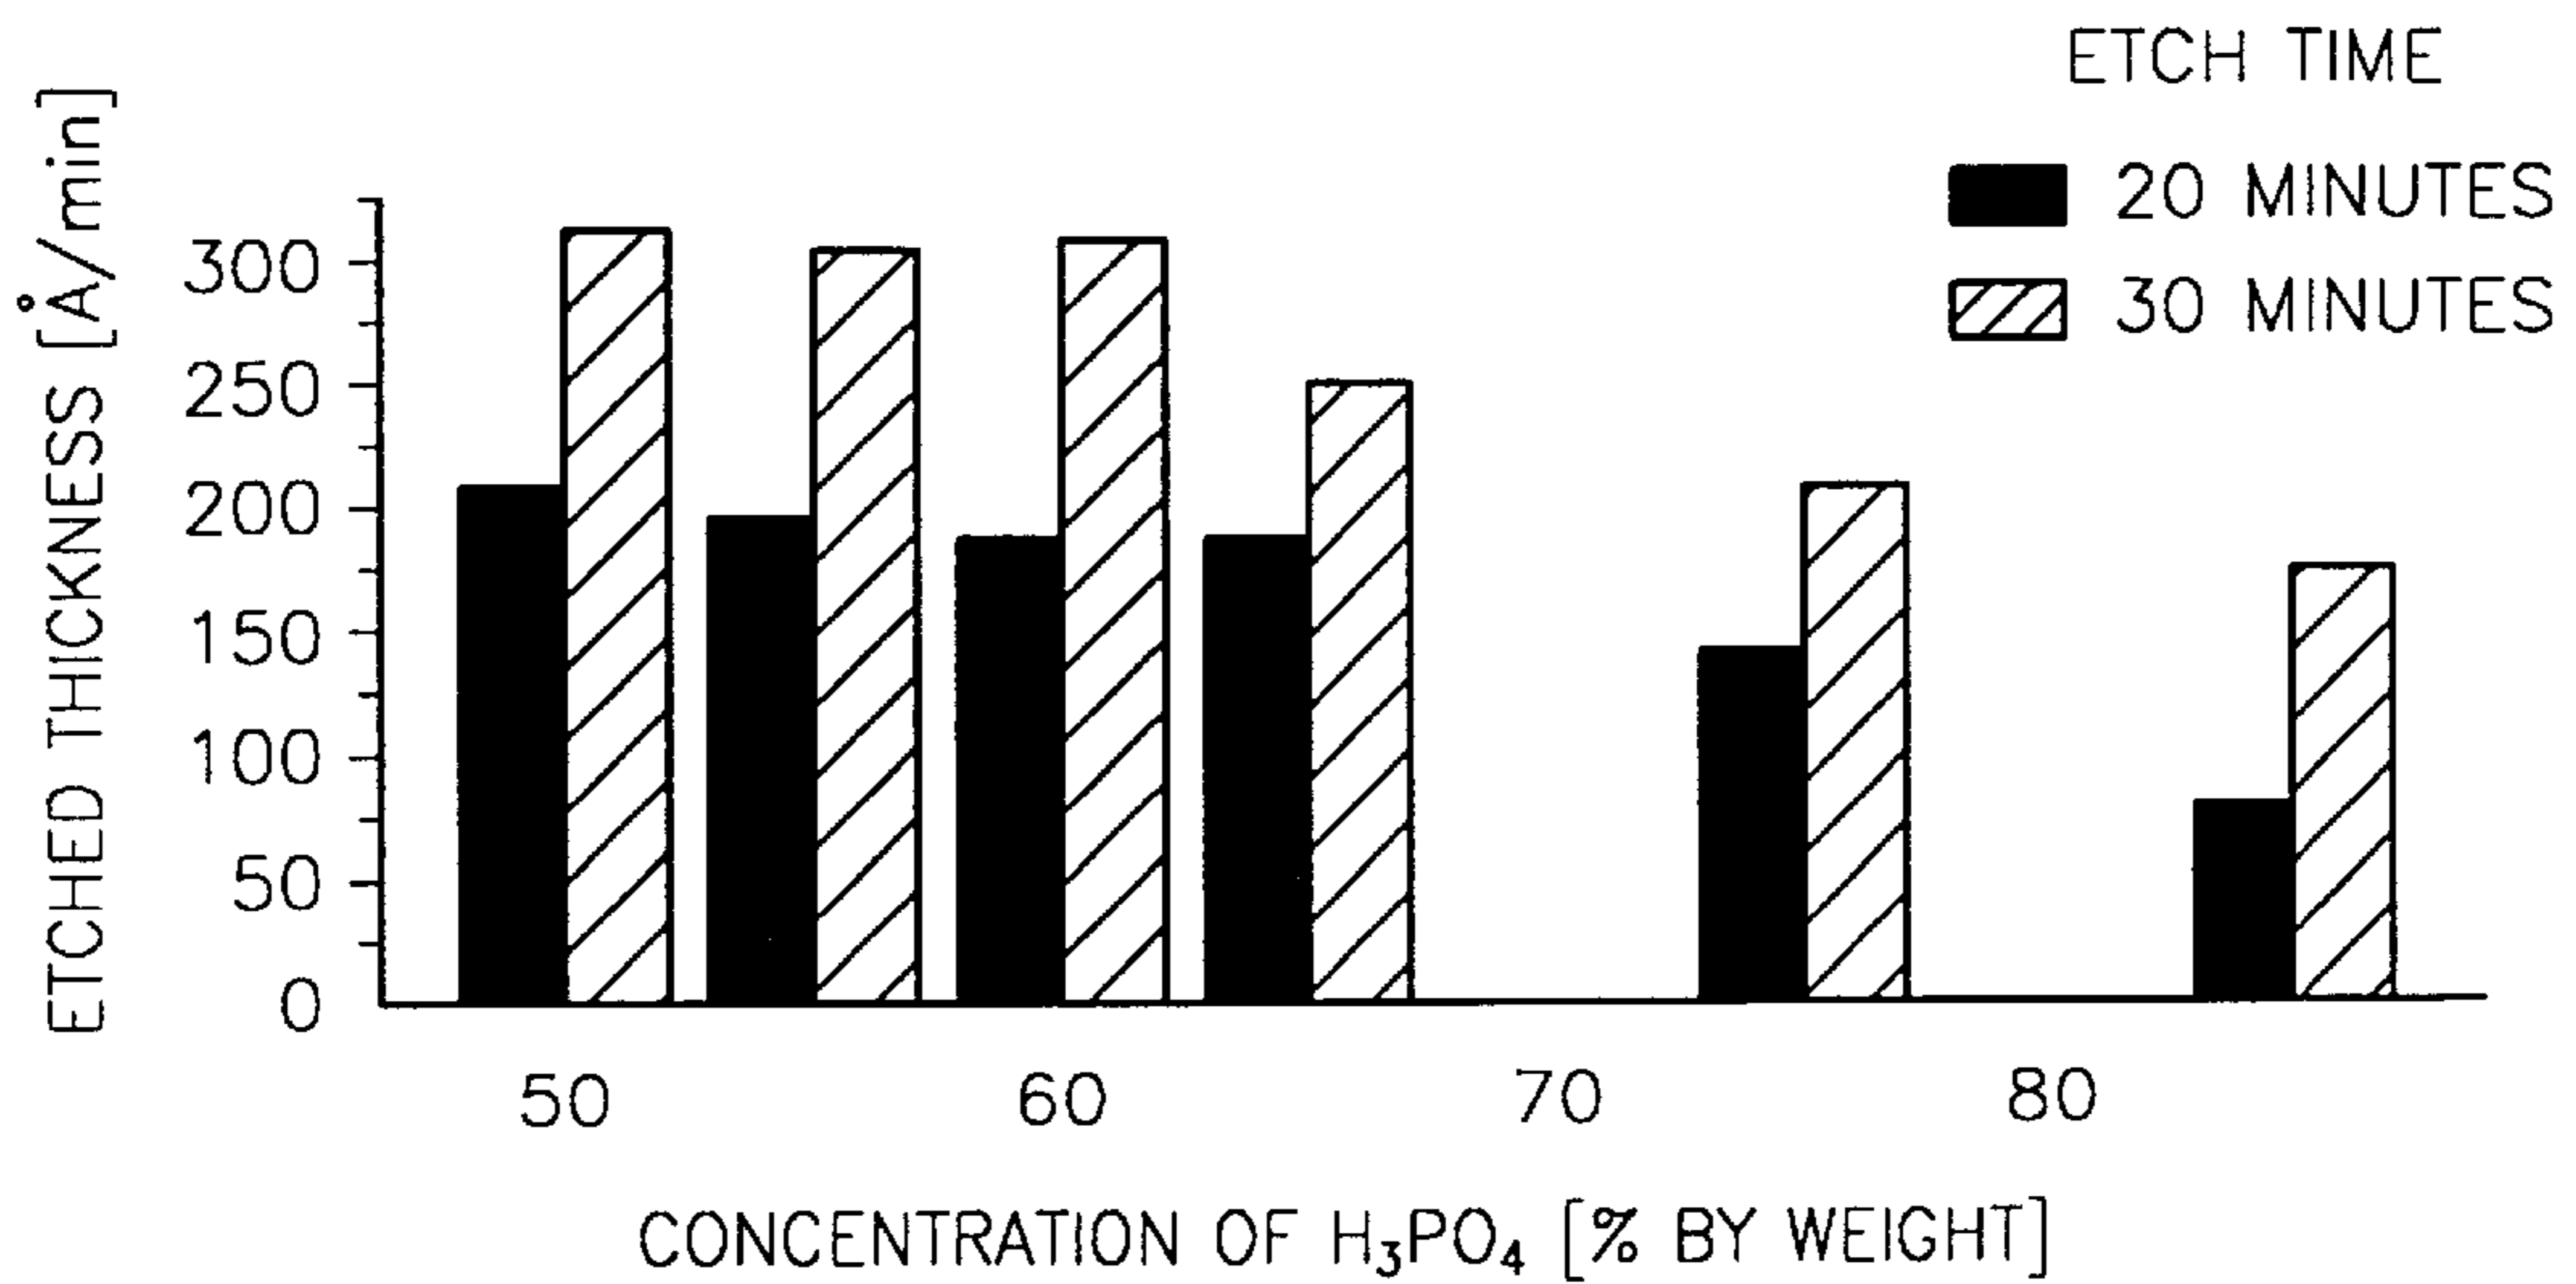 ETCH TIME
20 MINUTES
30 MINUTES
ETCHED THICKNESS [Å/min]
300
250
200
150
100
50
0
50 60 70 80
CONCENTRATION OF H₃PO₄ [% BY WEIGHT]